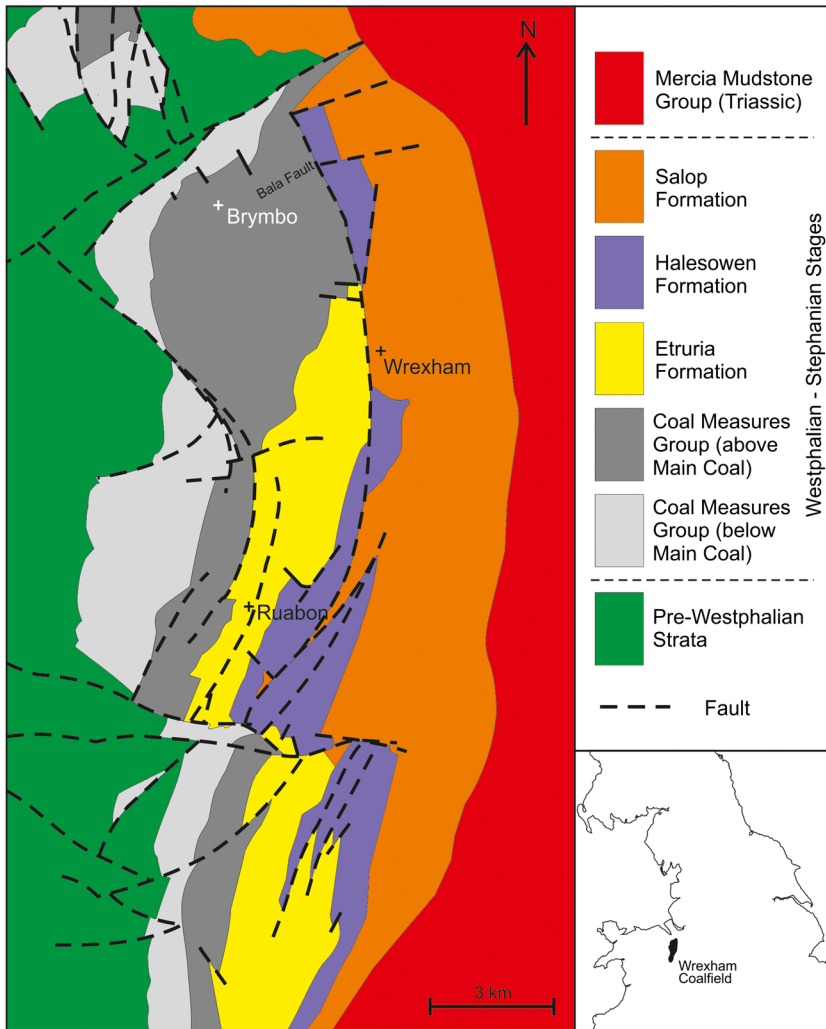 N
Bala Fault
Brymbo
Wrexham
Ruabon
3 km
Mercia Mudstone
Group (Triassic)
Salop
Formation
Halesowen
Formation
Etruria
Formation
Coal Measures
Group (above
Main Coal)
Coal Measures
Group (below
Main Coal)
Westphalian - Stephanian Stages
Pre-Westphalian
Strata
Fault
Wrexham
Coalfield